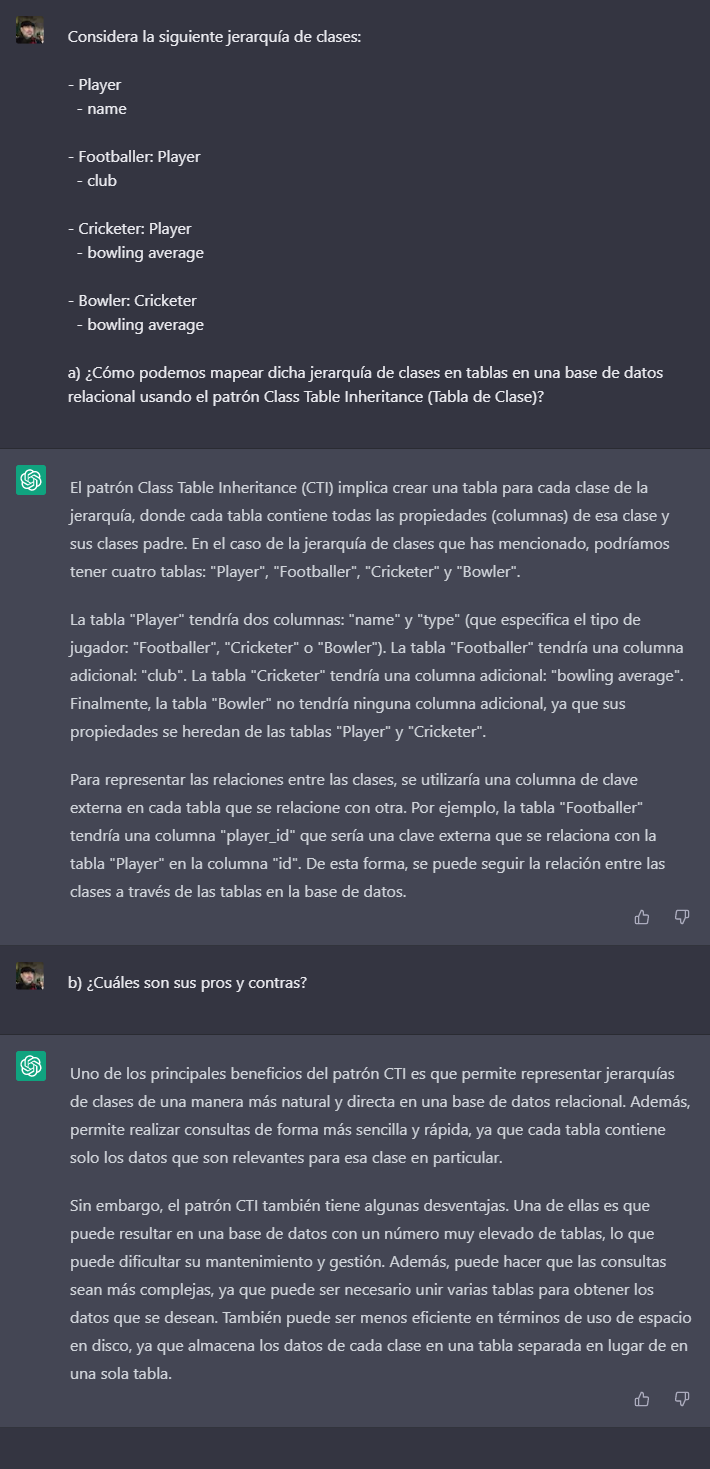 Considera la siguiente jerarquía de clases:
- Player
- name
- Footballer: Player
- club
- Cricketer: Player
- bowling average
- Bowler: Cricketer
- bowling average
a) ¿Cómo podemos mapear dicha jerarquía de clases en tablas en una base de datos
relacional usando el patrón Class Table Inheritance (Tabla de Clase)?
El patrón Class Table Inheritance (CTI) implica crear una tabla para cada clase de la
jerarquía, donde cada tabla contiene todas las propiedades (columnas) de esa clase y
sus clases padre. En el caso de la jerarquía de clases que has mencionado, podríamos
tener cuatro tablas: "Player", "Footballer", "Cricketer" y "Bowler".
La tabla "Player" tendría dos columnas: "name" y "type" (que especifica el tipo de
jugador: "Footballer", "Cricketer" o "Bowler"). La tabla "Footballer" tendría una columna
adicional: "club". La tabla "Cricketer" tendría una columna adicional: "bowling average".
Finalmente, la tabla "Bowler" no tendría ninguna columna adicional, ya que sus
propiedades se heredan de las tablas "Player" y "Cricketer".
Para representar las relaciones entre las clases, se utilizaría una columna de clave
externa en cada tabla que se relacione con otra. Por ejemplo, la tabla "Footballer"
tendría una columna "player_id" que sería una clave externa que se relaciona con la
tabla "Player" en la columna "id". De esta forma, se puede seguir la relación entre las
clases a través de las tablas en la base de datos.
b) ¿Cuáles son sus pros y contras?
Uno de los principales beneficios del patrón CTI es que permite representar jerarquías
de clases de una manera más natural y directa en una base de datos relacional. Además,
permite realizar consultas de forma más sencilla y rápida, ya que cada tabla contiene
solo los datos que son relevantes para esa clase en particular.
Sin embargo, el patrón CTI también tiene algunas desventajas. Una de ellas es que
puede resultar en una base de datos con un número muy elevado de tablas, lo que
puede dificultar su mantenimiento y gestión. Además, puede hacer que las consultas
sean más complejas, ya que puede ser necesario unir varias tablas para obtener los
datos que se desean. También puede ser menos eficiente en términos de uso de espacio
en disco, ya que almacena los datos de cada clase en una tabla separada en lugar de en
una sola tabla.